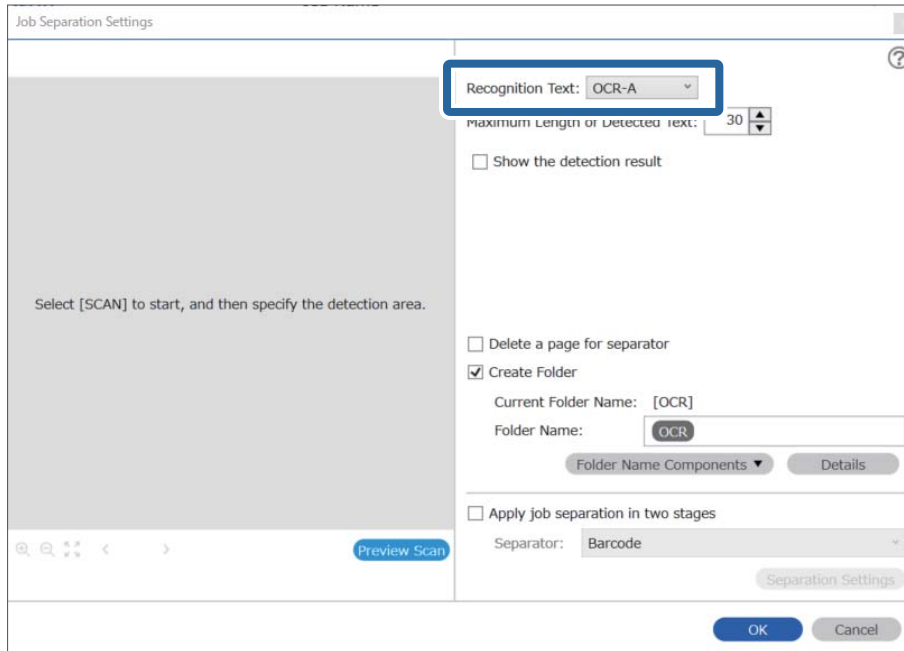 Job Separation Settings
Recognition Text: OCR-A
Maximum Length of Detected Text: 30
Show the detection result
Select [SCAN] to start, and then specify the detection area.
Delete a page for separator
Create Folder
Current Folder Name: [OCR]
Folder Name: OCR
Folder Name Components ▼ Details
Apply job separation in two stages
Separator: Barcode
Preview Scan
Separation Settings
OK Cancel